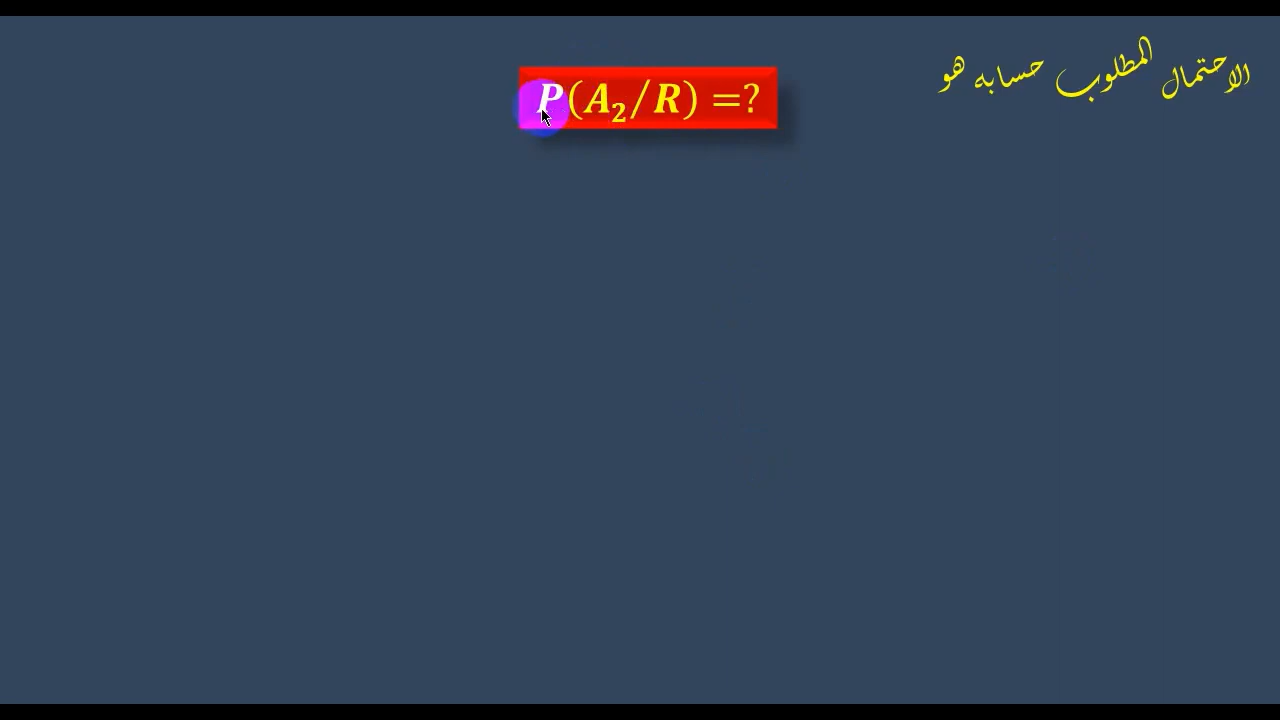 الاحتمال المطلوب حسابه هو
P(A₂/R) =?